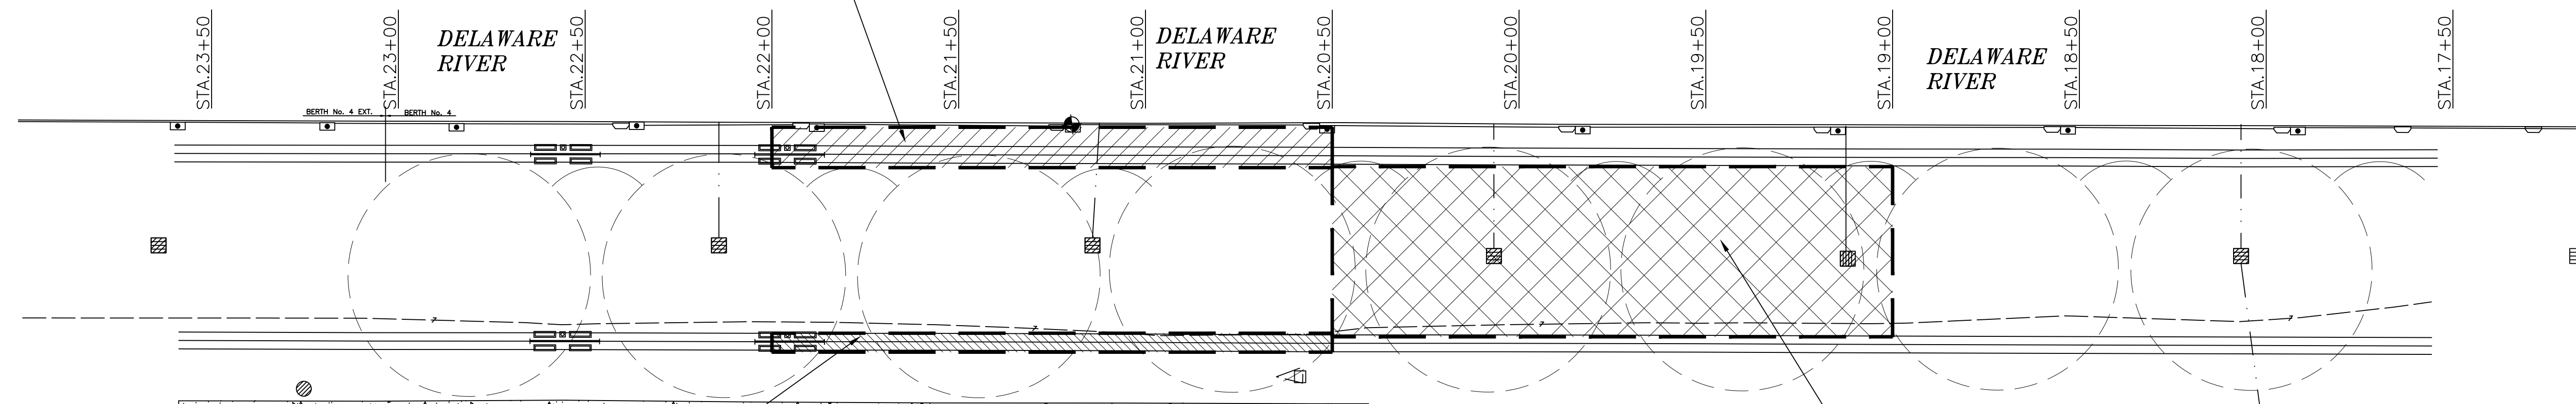 STA.23+50
STA.23+00
STA.22+50
STA.22+00
STA.21+50
STA.21+00
STA.20+50
STA.20+00
STA.19+50
STA.19+00
STA.18+50
STA.18+00
STA.17+50
DELAWARE
RIVER
DELAWARE
RIVER
DELAWARE
RIVER
BERTH No. 4 EXT.
BERTH No. 4